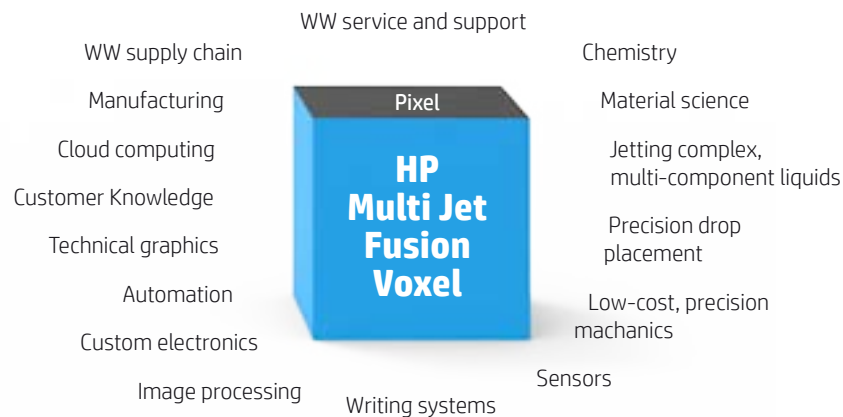 WW service and support
WW supply chain
Chemistry
Manufacturing
Pixel
Material science
Cloud computing
Jetting complex,
multi-component liquids
Customer Knowledge
HP
Multi Jet
Fusion
Voxel
Technical graphics
Precision drop
placement
Automation
Low-cost, precision
machanics
Custom electronics
Sensors
Image processing
Writing systems